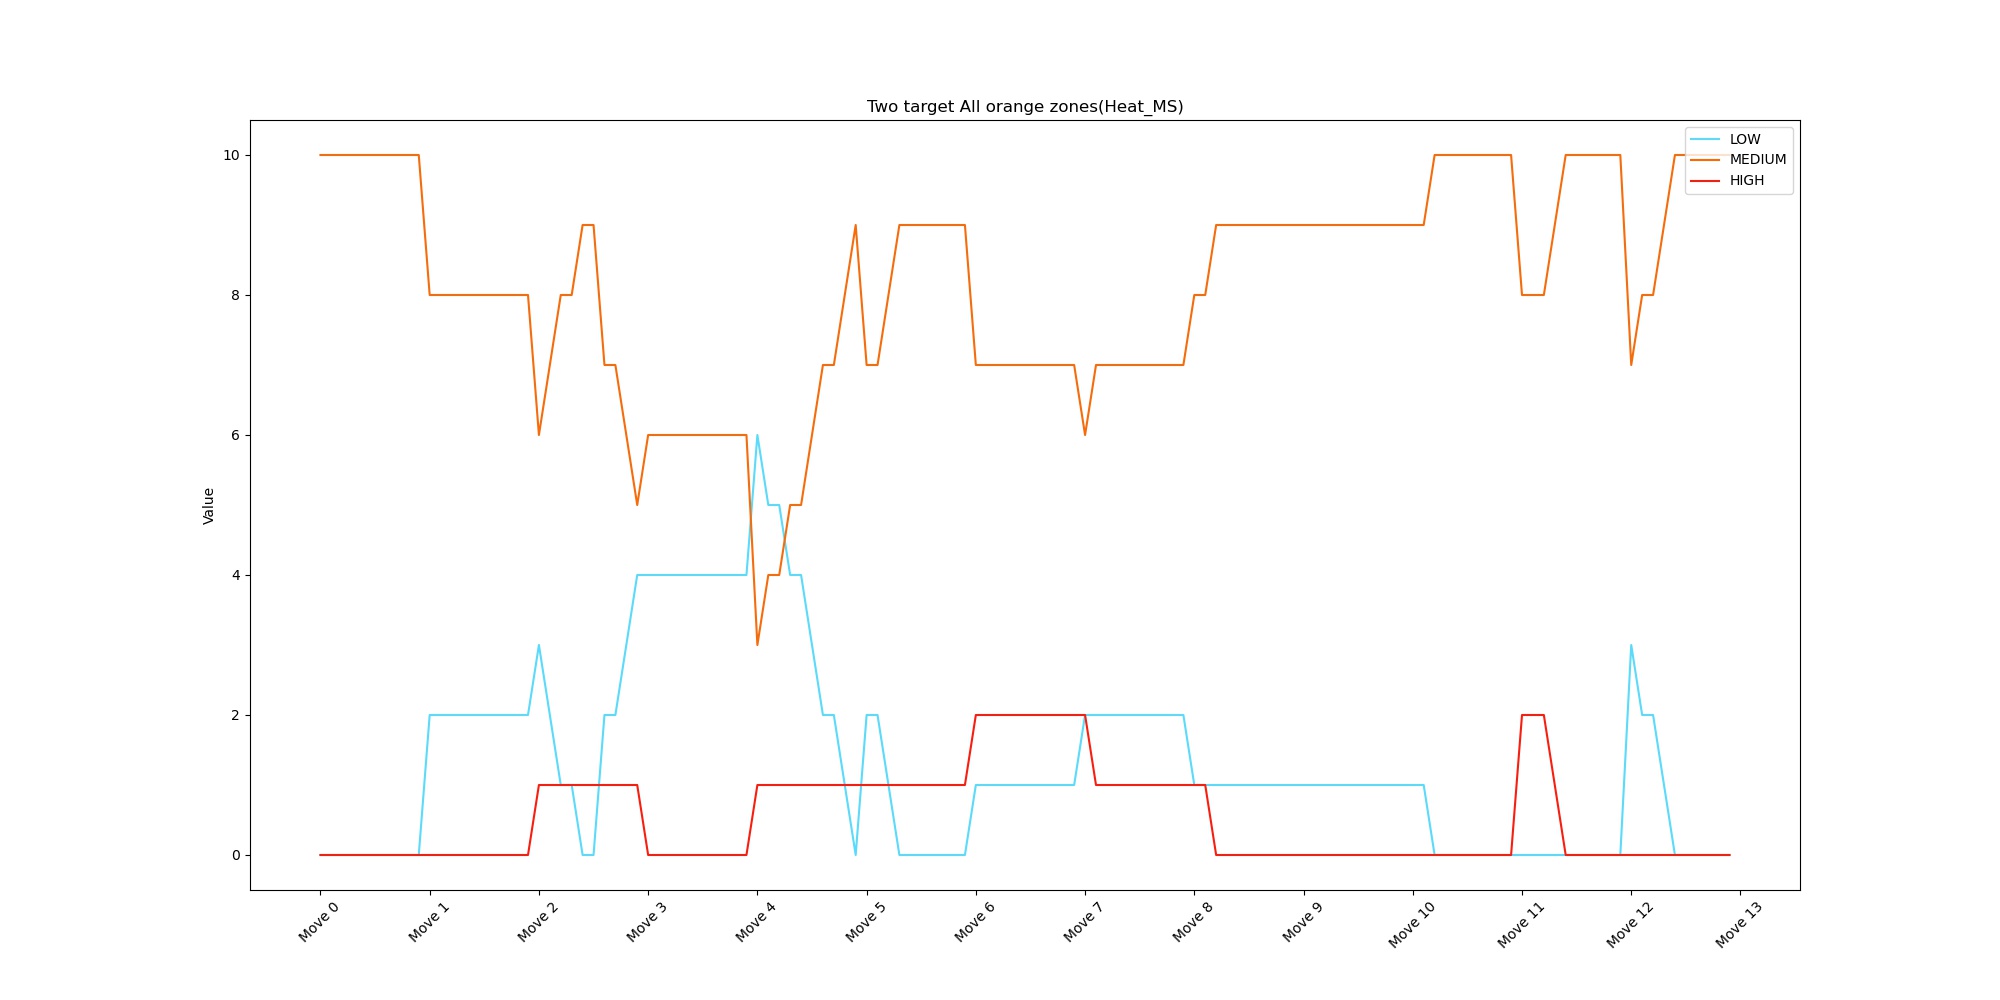 Two target All orange zones(Heat_MS)
LOW
MEDIUM
HIGH
10
8
6
4
2
0
Value
Move 0
Move 1
Move 2
Move 3
Move 4
Move 5
Move 6
Move 7
Move 8
Move 9
Move 10
Move 11
Move 12
Move 13